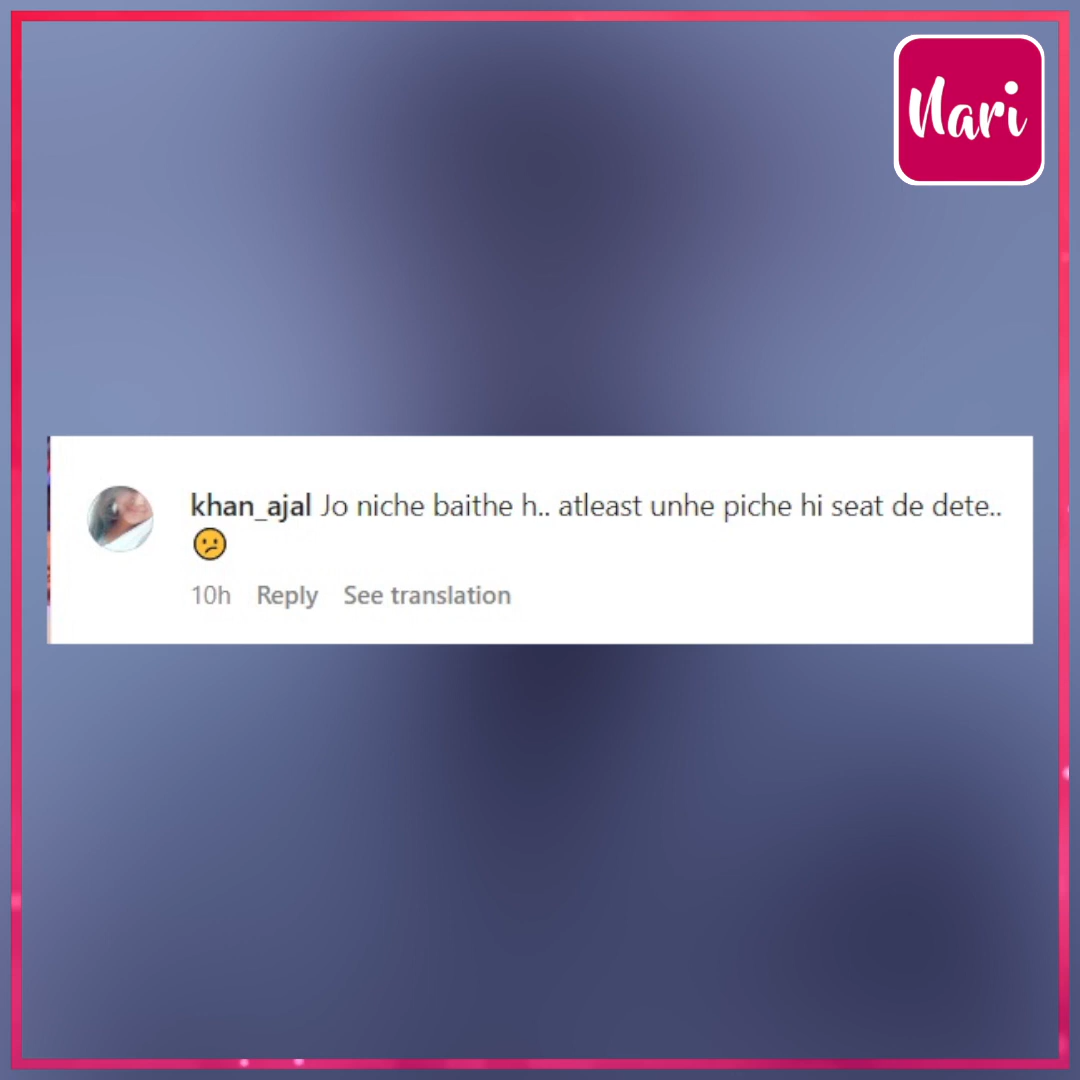 Nari
khan_ajal Jo niche baithe h.. atleast unhe piche hi seat de dete..
😕
10h Reply See translation